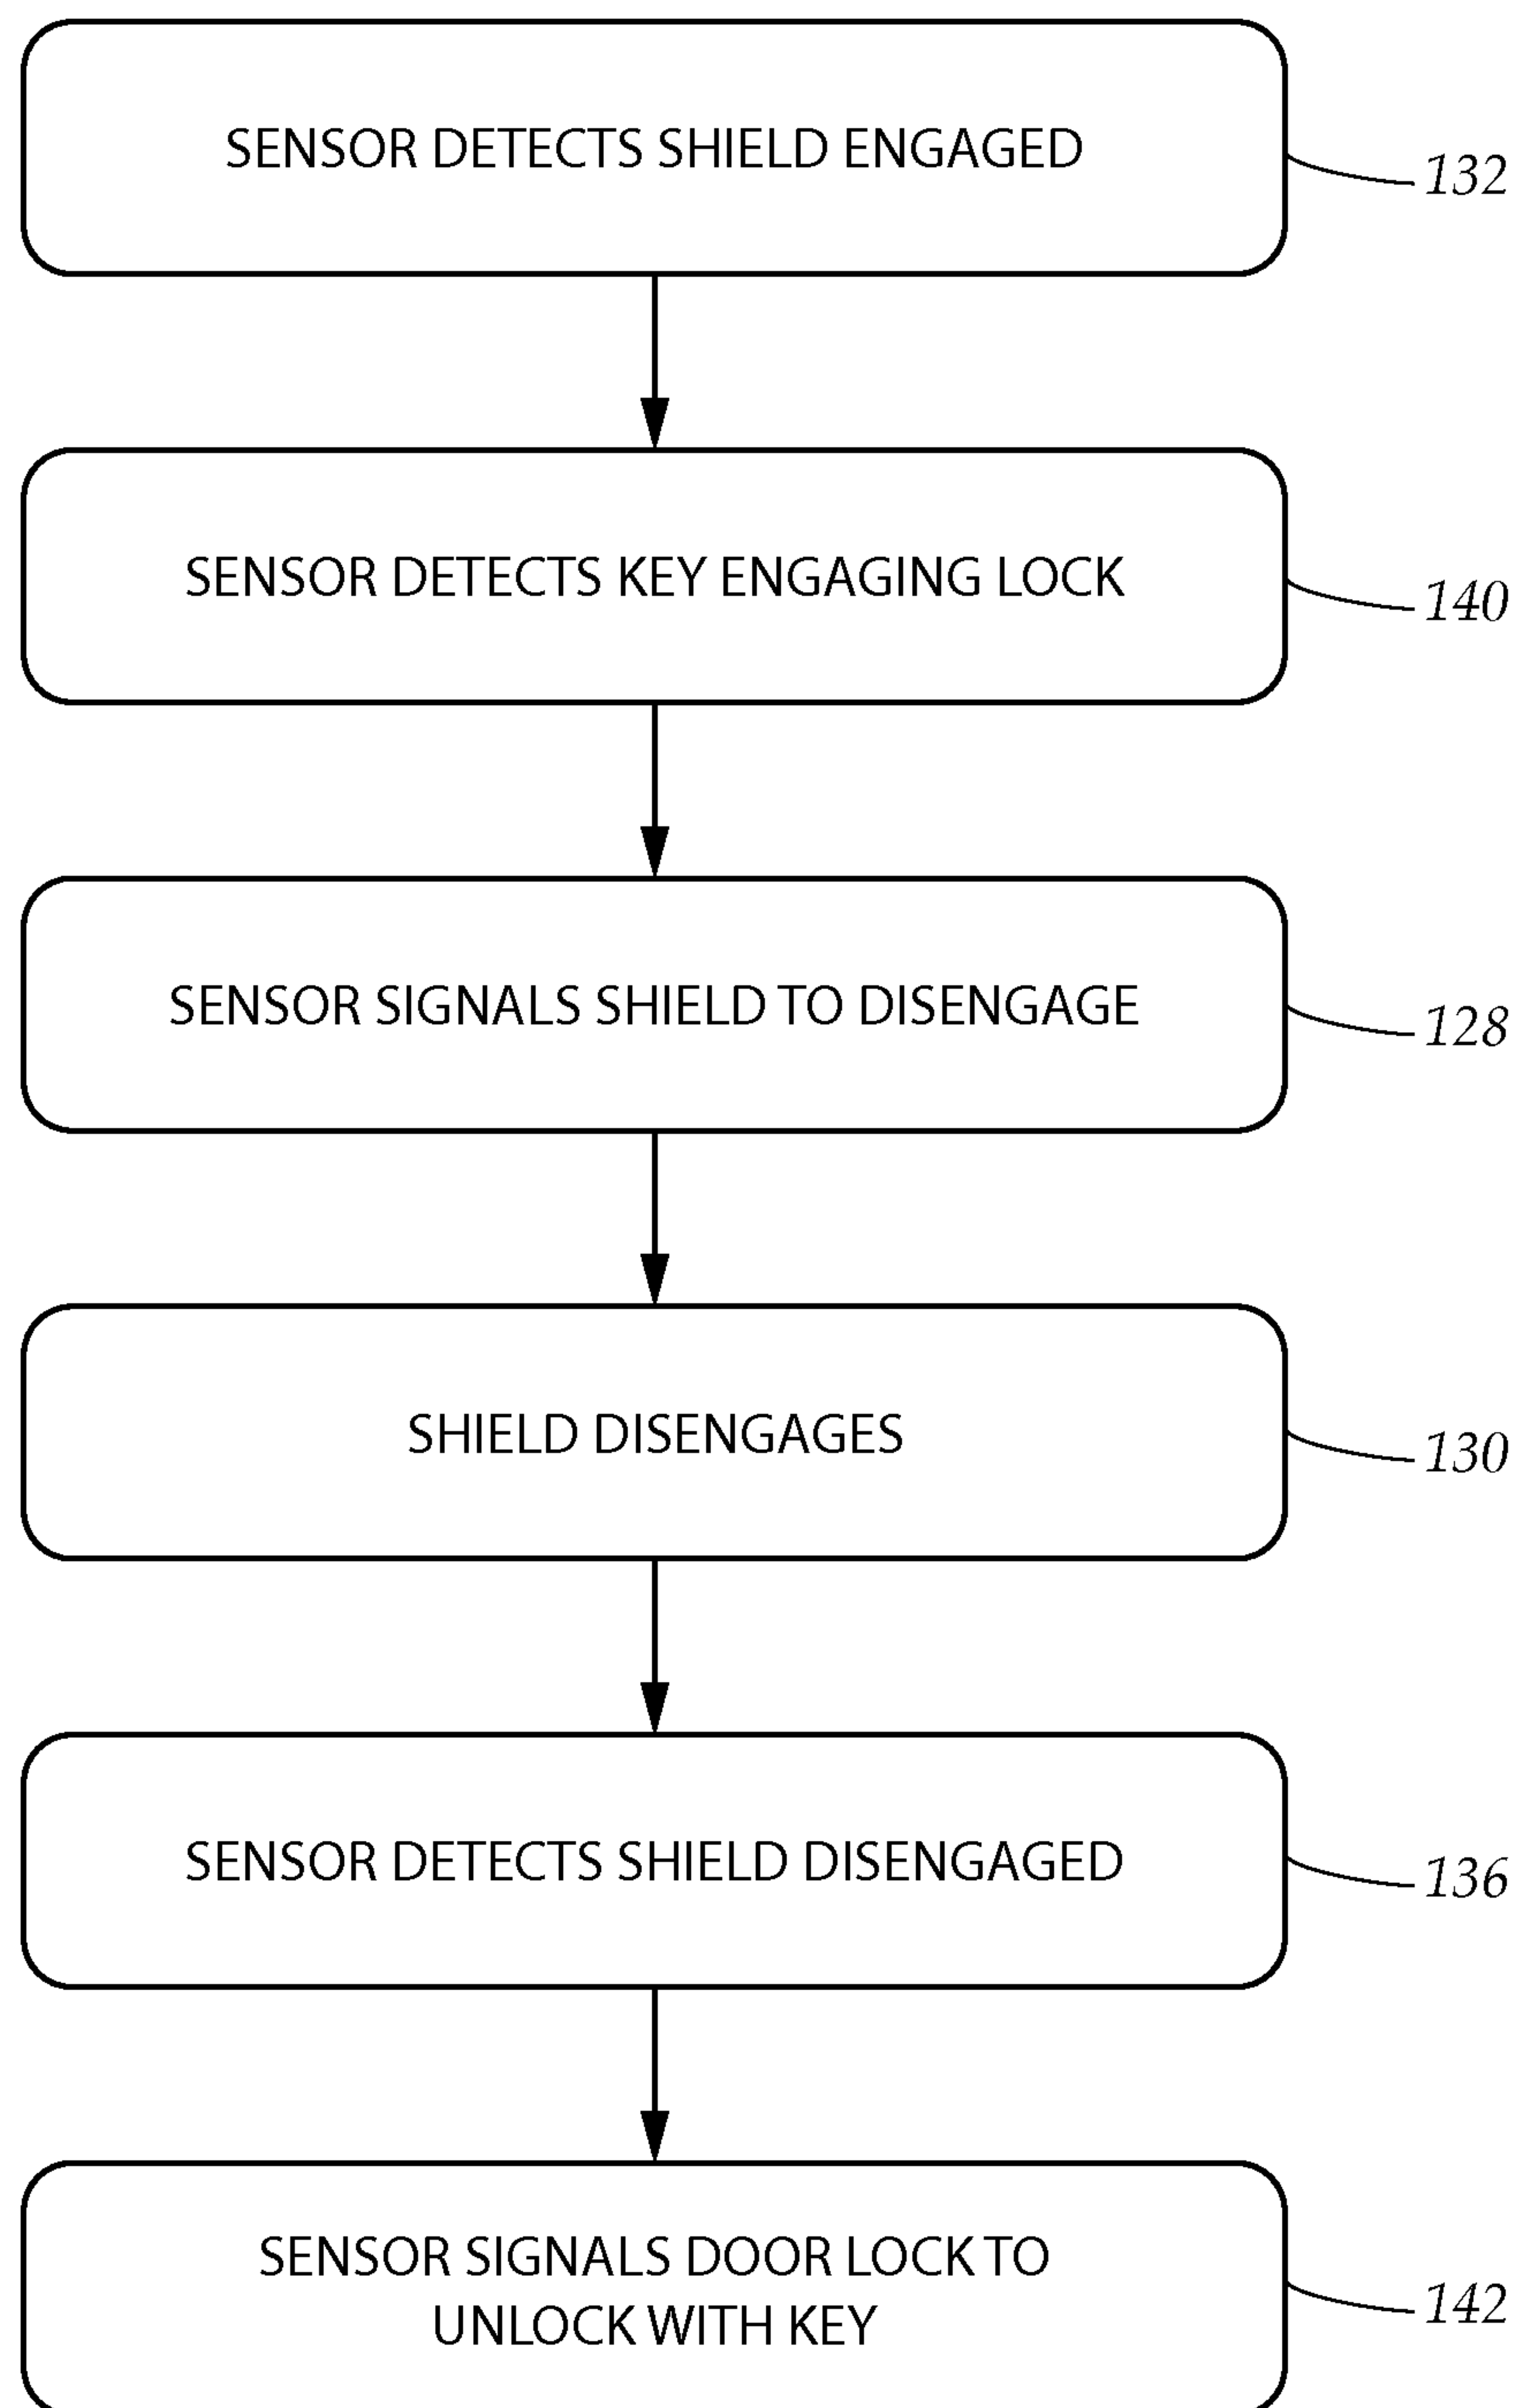 SENSOR DETECTS SHIELD ENGAGED
132
SENSOR DETECTS KEY ENGAGING LOCK
140
SENSOR SIGNALS SHIELD TO DISENGAGE
128
SHIELD DISENGAGES
130
SENSOR DETECTS SHIELD DISENGAGED
136
SENSOR SIGNALS DOOR LOCK TO
UNLOCK WITH KEY
142